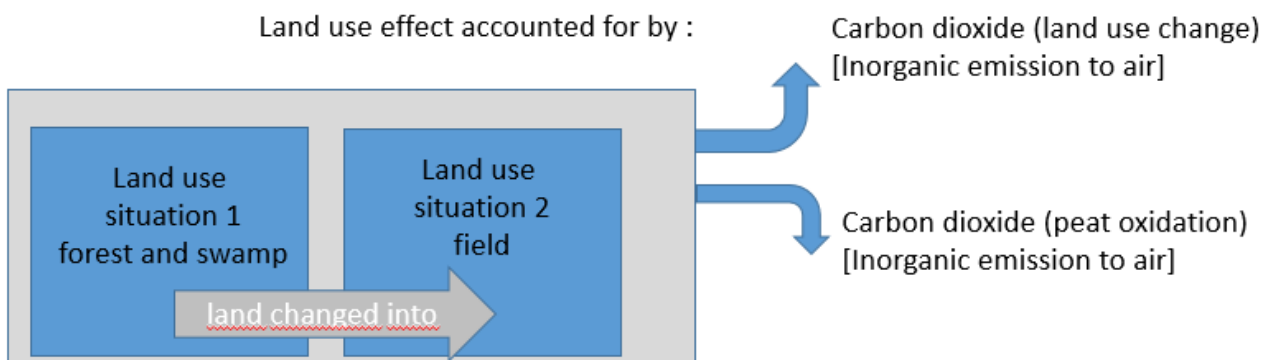 Land use effect accounted for by :
Carbon dioxide (land use change)
[Inorganic emission to air]
Land use
situation 1
forest and swamp
Land use
situation 2
field
land changed into
Carbon dioxide (peat oxidation)
[Inorganic emission to air]